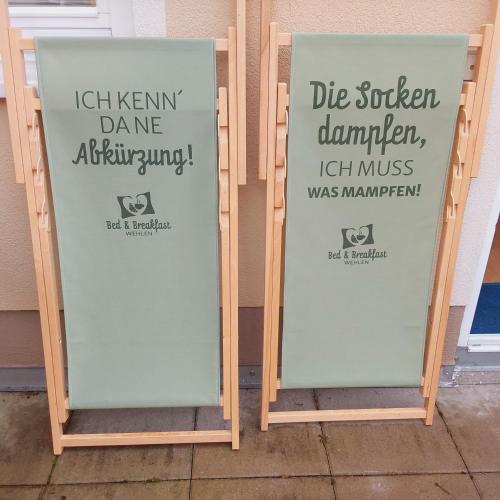 ICH KENN'
DA NE
Abkürzung!
Bed & Breakfast
WEHLEN
Die Socken
dampfen,
ICH MUSS
WAS MAMPFEN!
Bed & Breakfast
WEHLEN